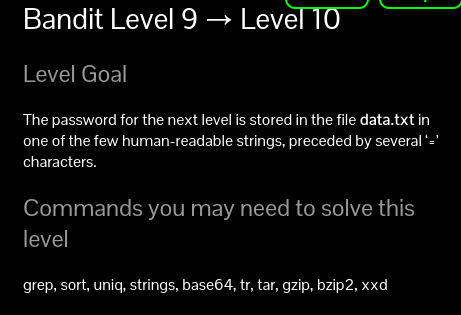 Bandit Level 9 → Level 10
Level Goal
The password for the next level is stored in the file data.txt in
one of the few human-readable strings, preceded by several ‘=’
characters.
Commands you may need to solve this
level
grep, sort, uniq, strings, base64, tr, tar, gzip, bzip2, xxd